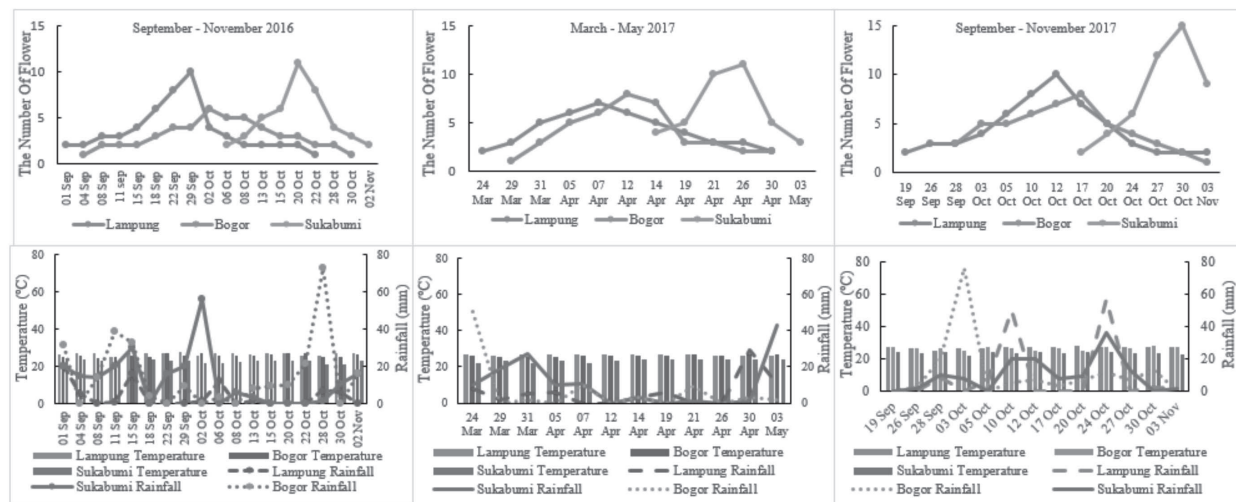 September - November 2016
The Number Of Flower
15
10
5
0
01 Sep
04 Sep
08 Sep
11 sep
15 Sep
18 Sep
22 Sep
29 Sep
02 Oct
06 Oct
08 Oct
13 Oct
15 Oct
20 Oct
22 Oct
28 Oct
30 Oct
02 Nov
Lampung Bogor Sukabumi
March - May 2017
The Number Of Flower
15
10
5
0
24 29 31 05 07 12 14 19 21 26 30 03
Mar Mar Mar Apr Apr Apr Apr Apr Apr Apr Apr May
Lampung Bogor Sukabumi
September - November 2017
The Number Of Flower
15
10
5
0
19 26 28 03 05 10 12 17 20 24 27 30 03
Sep Sep Sep Oct Oct Oct Oct Oct Oct Oct Oct Oct Nov
Lampung Bogor Sukabumi
Temperature (°C)
80
60
40
20
0
Rainfall (mm)
80
60
40
20
0
01 Sep
04 Sep
08 Sep
11 Sep
15 Sep
18 Sep
22 Sep
29 Sep
02 Oct
06 Oct
08 Oct
13 Oct
15 Oct
20 Oct
22 Oct
28 Oct
30 Oct
02 Nov
Lampung Temperature Bogor Temperature
Sukabumi Temperature Lampung Rainfall
Sukabumi Rainfall Bogor Rainfall
Temperature (°C)
80
60
40
20
0
Rainfall (mm)
80
60
40
20
0
24 29 31 05 07 12 14 19 21 26 30 03
Mar Mar Mar Apr Apr Apr Apr Apr Apr Apr Apr May
Lampung Temperature Bogor Temperature
Sukabumi Temperature Lampung Rainfall
Bogor Rainfall Sukabumi Rainfall
Temperature (°C)
80
60
40
20
0
Rainfall (mm)
80
60
40
20
0
19 Sep
26 Sep
28 Sep
03 Oct
05 Oct
10 Oct
12 Oct
17 Oct
20 Oct
24 Oct
27 Oct
30 Oct
03 Nov
Lampung Temperature Bogor Temperature
Sukabumi Temperature Lampung Rainfall
Bogor Rainfall Sukabumi Rainfall